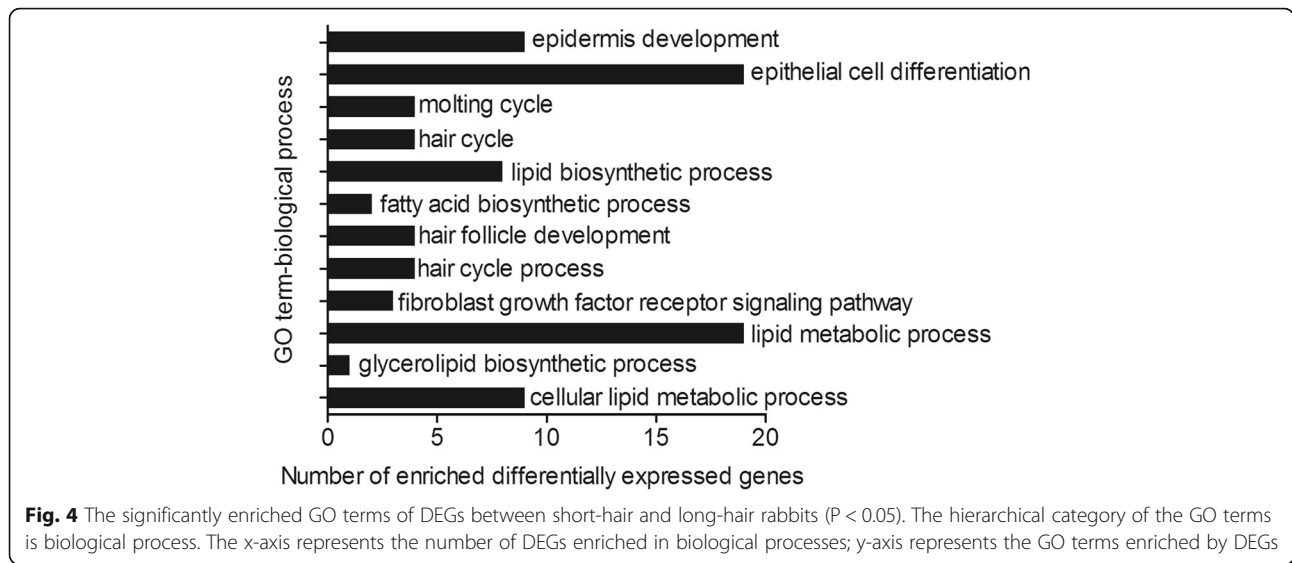 epidermis development
epithelial cell differentiation
molting cycle
hair cycle
lipid biosynthetic process
fatty acid biosynthetic process
hair follicle development
hair cycle process
fibroblast growth factor receptor signaling pathway
lipid metabolic process
glycerolipid biosynthetic process
cellular lipid metabolic process
GO term-biological process
0 5 10 15 20
Number of enriched differentially expressed genes
Fig. 4 The significantly enriched GO terms of DEGs between short-hair and long-hair rabbits (P < 0.05). The hierarchical category of the GO terms
is biological process. The x-axis represents the number of DEGs enriched in biological processes; y-axis represents the GO terms enriched by DEGs